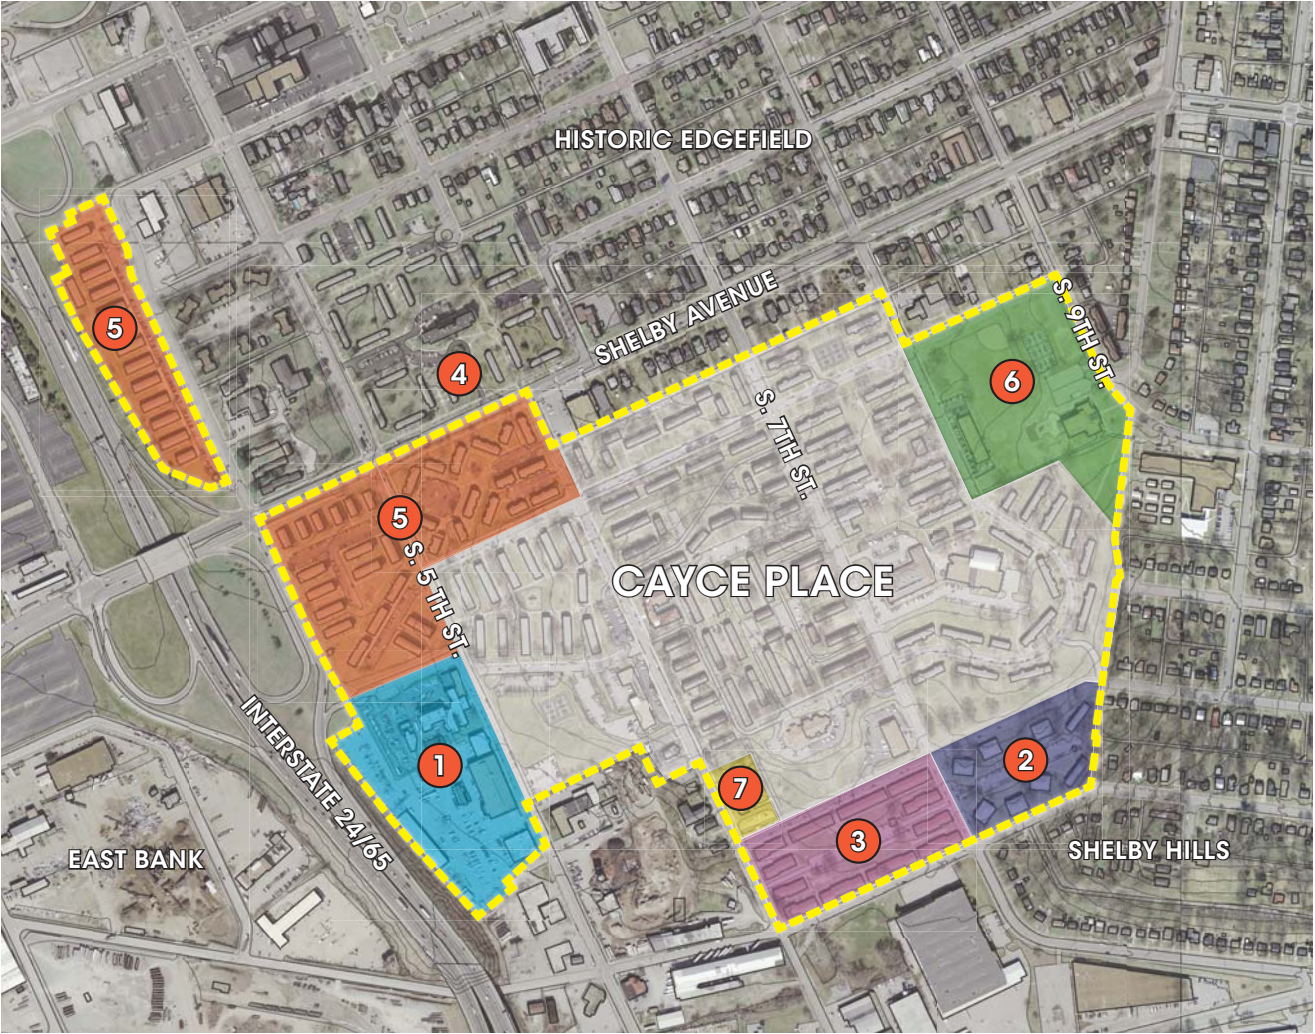 HISTORIC EDGEFIELD
SHELBY AVENUE
S. 9TH ST.
5
4
6
S. 7TH ST.
5
S. 5TH ST.
CAYCE PLACE
INTERSTATE 24/65
1
2
7
3
EAST BANK
SHELBY HILLS